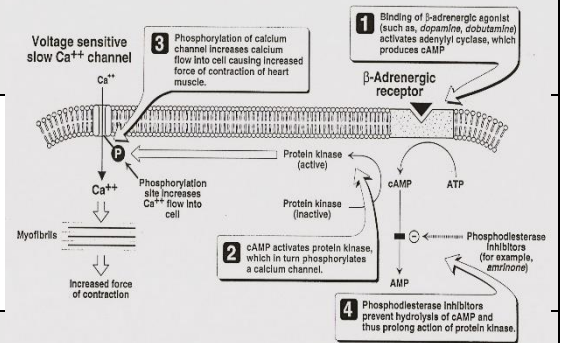 1 Binding of β-adrenergic agonist
(such as, dopamine, dobutamine)
activates adenylyl cyclase, which
produces cAMP
3 Phosphorylation of calcium
channel increases calcium
flow into cell causing increased
force of contraction of heart
muscle.
Voltage sensitive
slow Ca++ channel
Ca++
β-Adrenergic
receptor
P
Protein kinase
(active)
cAMP
ATP
Ca++
Phosphorylation
site increases
Ca++ flow into
cell
Protein kinase
(inactive)
Myofibrils
2 cAMP activates protein kinase,
which in turn phosphorylates
a calcium channel.
Phosphodiesterase
inhibitors
(for example,
amrinone)
Increased force
of contraction
AMP
4 Phosphodiesterase inhibitors
prevent hydrolysis of cAMP and
thus prolong action of protein kinase.